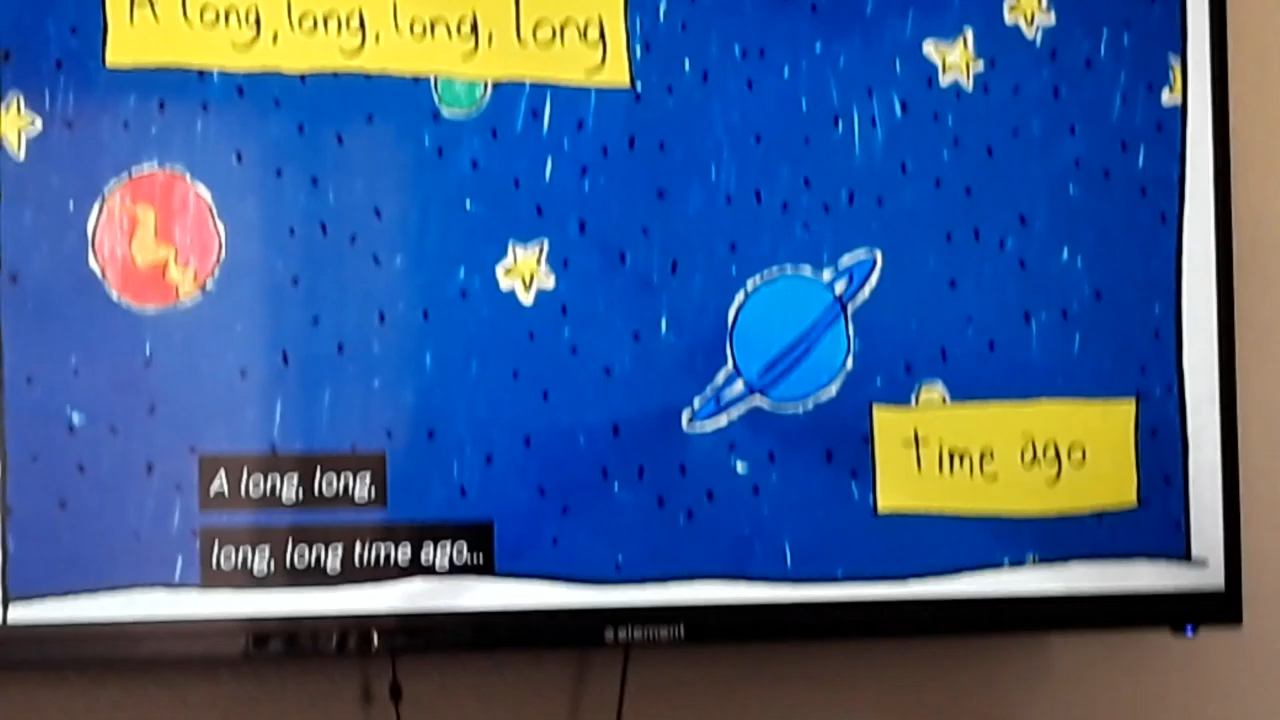 A long, long, long, long
time ago
A long, long,
long, long time ago...
element